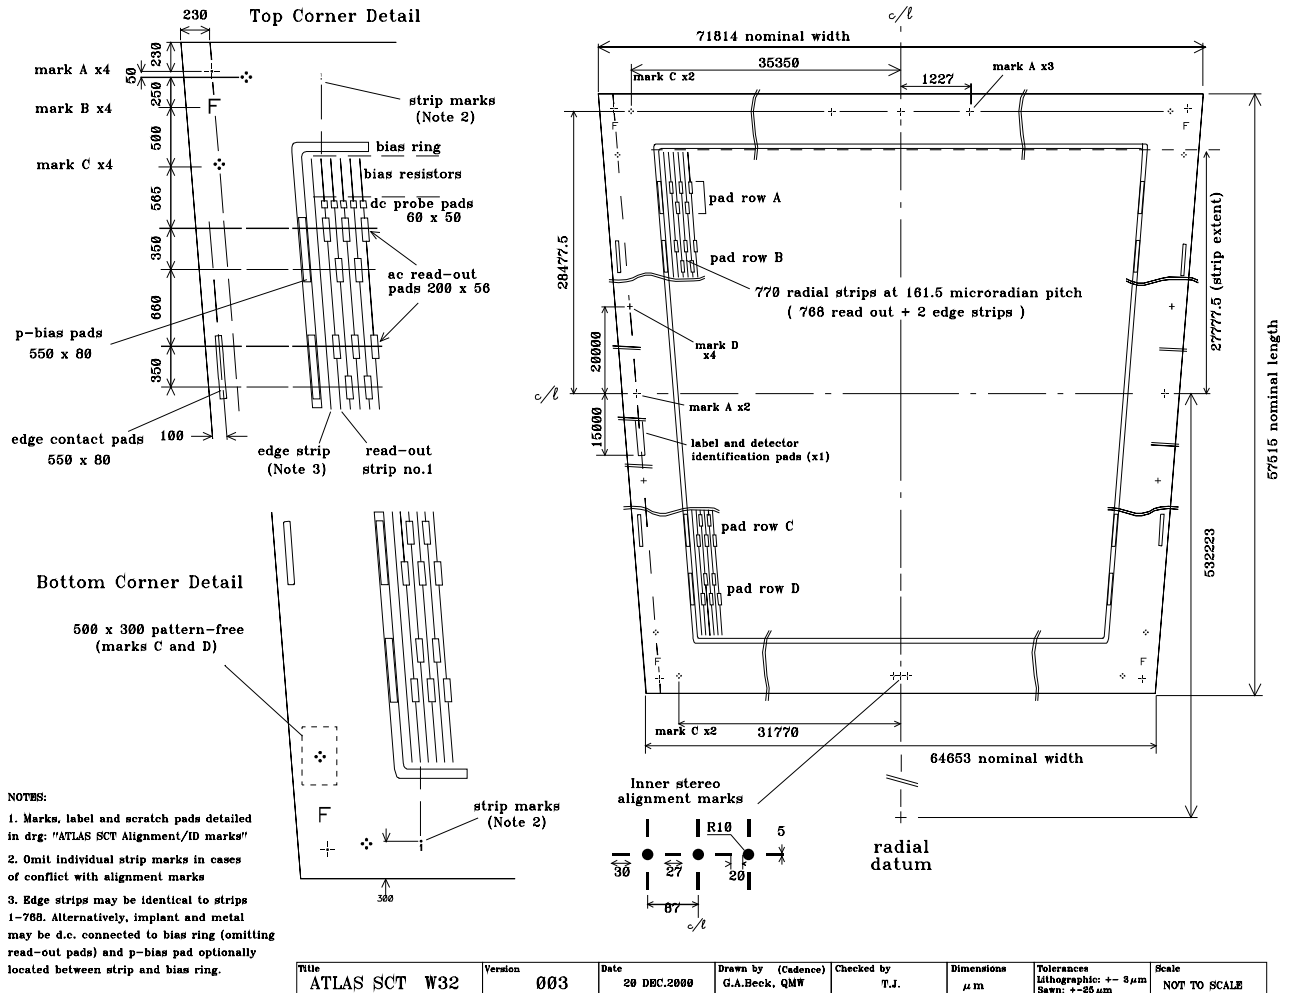 Top Corner Detail
230
230
50
250
500
565
350
660
350
100
mark A x4
mark B x4
mark C x4
F
strip marks
(Note 2)
bias ring
bias resistors
dc probe pads
60 x 50
ac read-out
pads 200 x 56
p-bias pads
550 x 80
edge contact pads
550 x 80
edge strip
(Note 3)
read-out
strip no.1
c/l
71814 nominal width
35350
mark C x2
1227
mark A x3
F
F
pad row A
pad row B
770 radial strips at 161.5 microradian pitch
( 768 read out + 2 edge strips )
28477.5
27777.5 (strip extent)
57515 nominal length
20000
mark D
x4
c/l
mark A x2
15000
label and detector
identification pads (x1)
pad row C
pad row D
532223
F
F
mark C x2
31770
64653 nominal width
Inner stereo
alignment marks
R10
5
30
27
20
87
c/l
radial
datum
Bottom Corner Detail
500 x 300 pattern-free
(marks C and D)
F
strip marks
(Note 2)
300
NOTES:
1. Marks, label and scratch pads detailed
in drg: "ATLAS SCT Alignment/ID marks"
2. Omit individual strip marks in cases
of conflict with alignment marks
3. Edge strips may be identical to strips
1-768. Alternatively, implant and metal
may be d.c. connected to bias ring (omitting
read-out pads) and p-bias pad optionally
located between strip and bias ring.
Title
ATLAS SCT W32
Version
003
Date
20 DEC.2000
Drawn by (Cadence)
G.A.Beck, QMW
Checked by
T.J.
Dimensions
μm
Tolerances
Lithographic: +- 3μm
Sawn: +-25μm
Scale
NOT TO SCALE